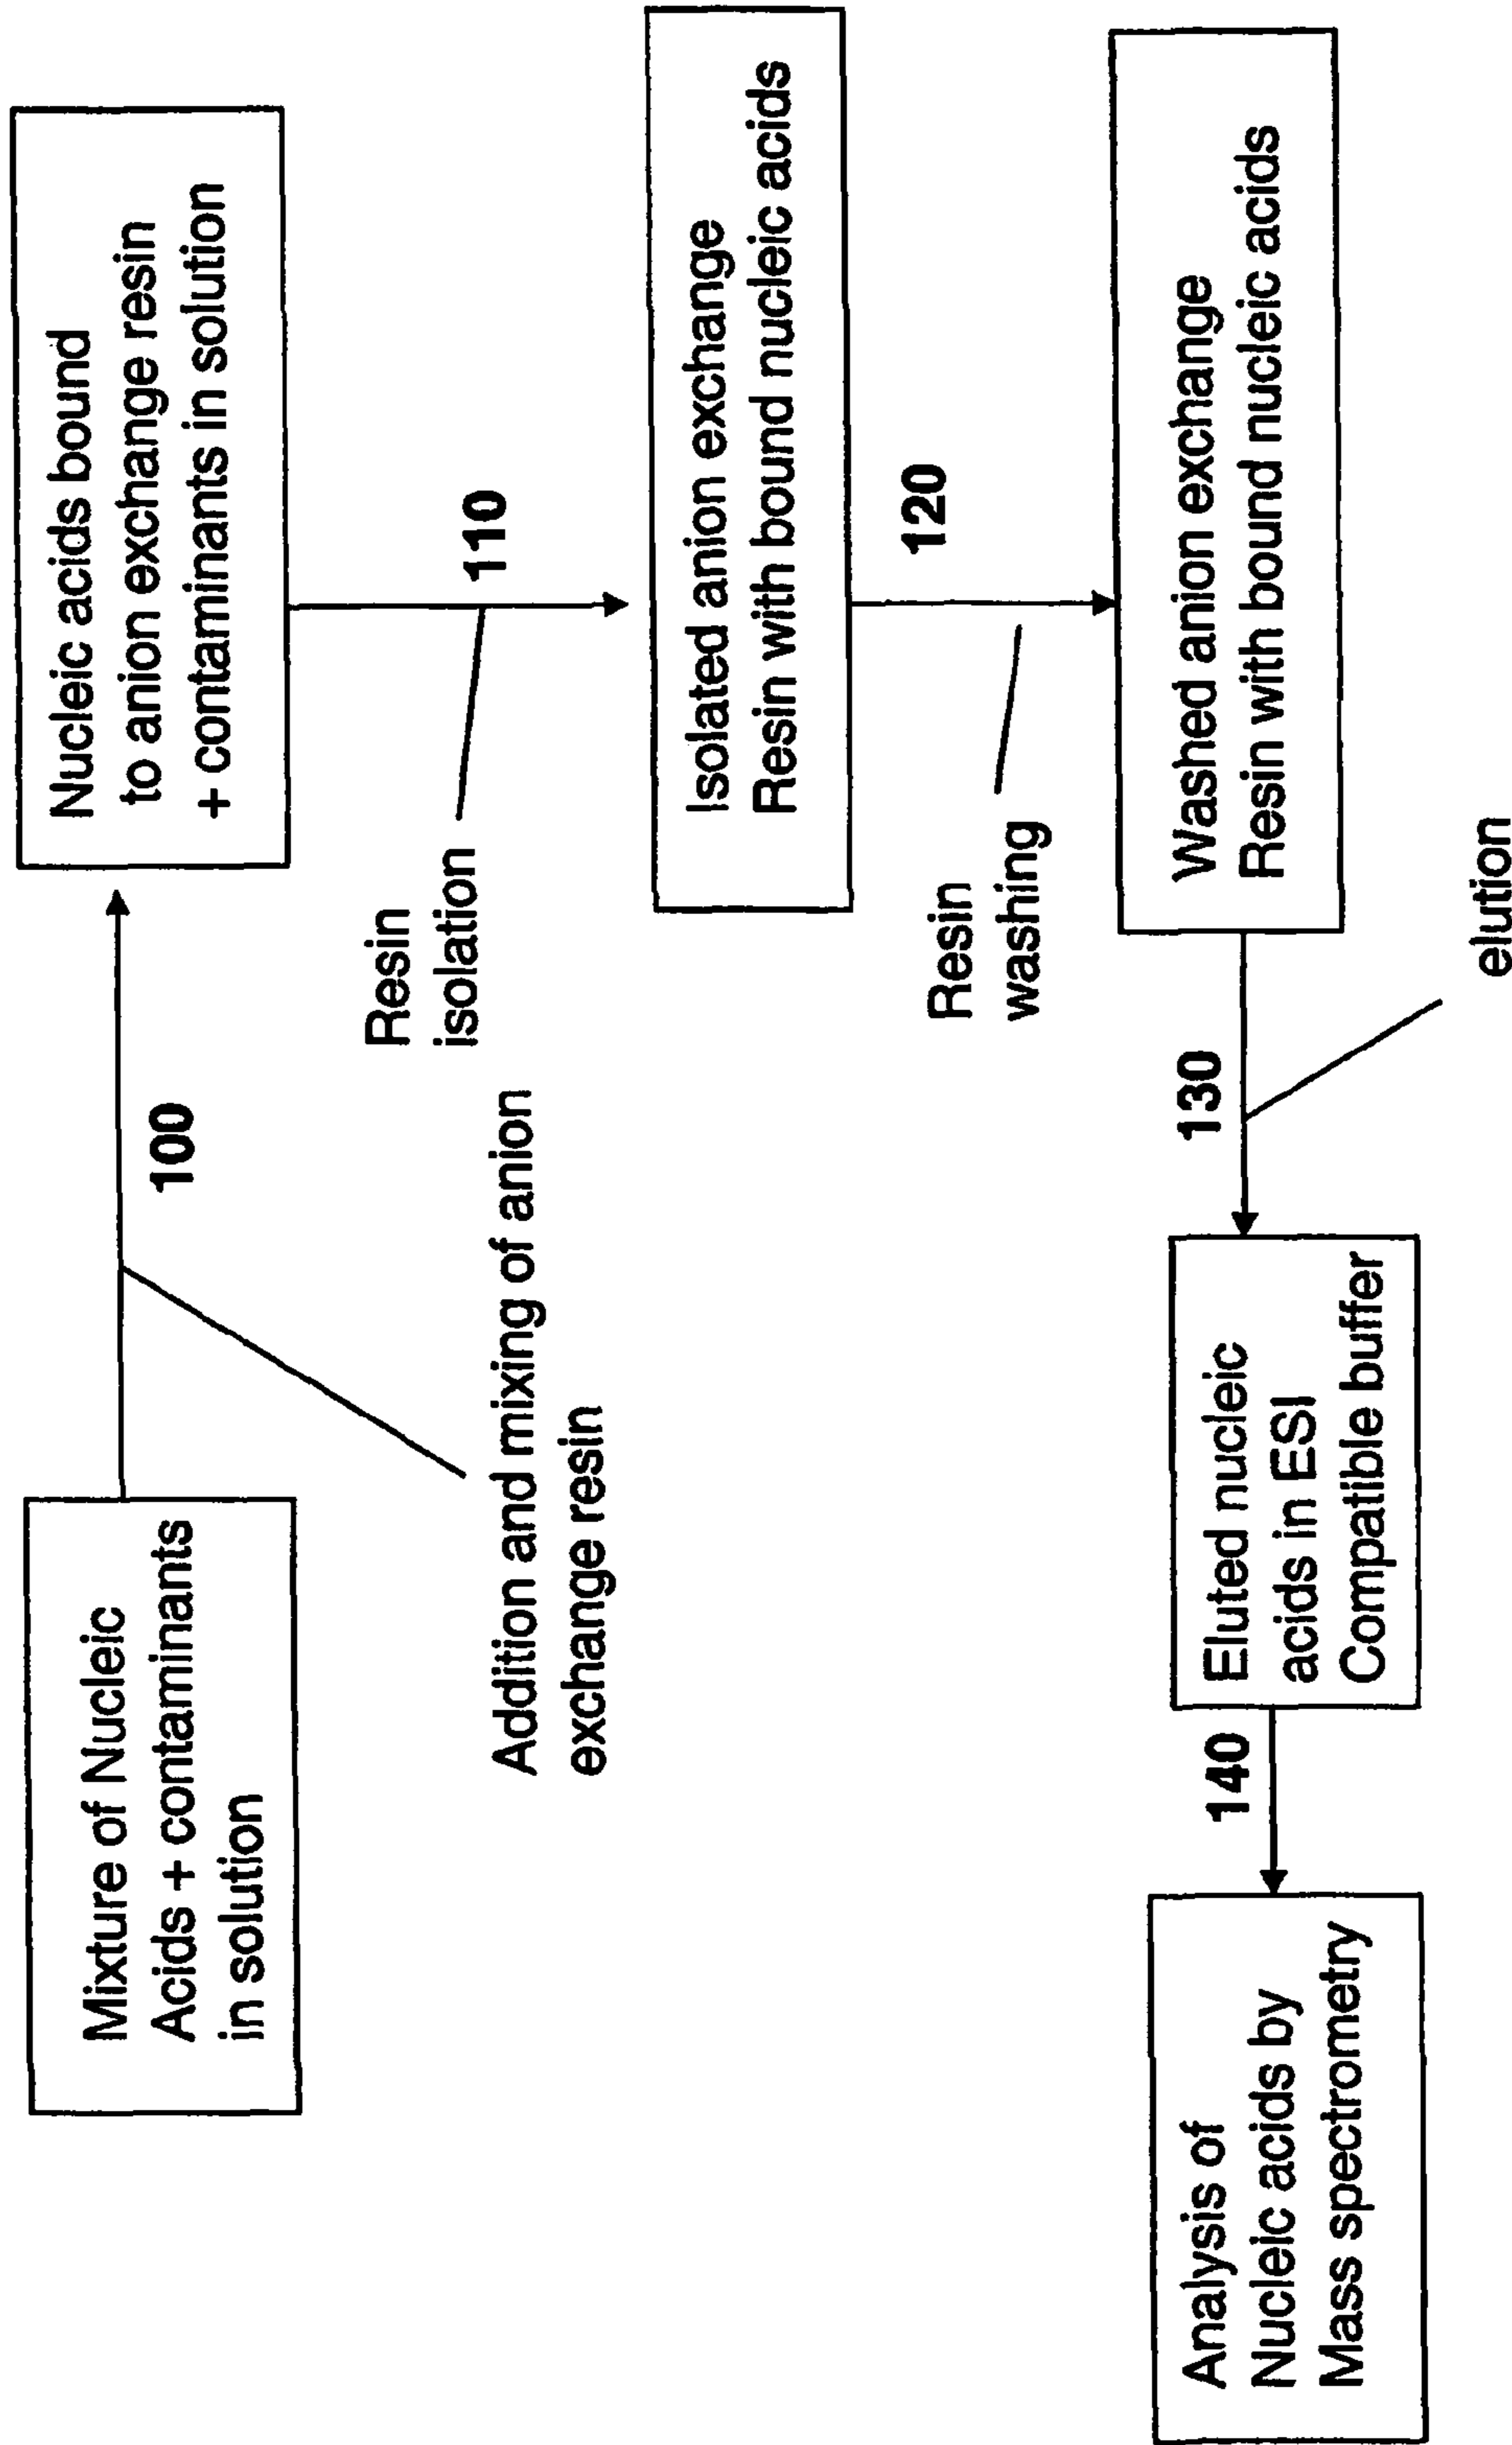 Mixture of Nucleic
Acids + contaminants
in solution
100
Addition and mixing of anion
exchange resin
Nucleic acids bound
to anion exchange resin
+ contaminants in solution
Resin
isolation
110
Isolated anion exchange
Resin with bound nucleic acids
Resin
washing
120
Washed anion exchange
Resin with bound nucleic acids
130
elution
Eluted nucleic
acids in ESI
Compatible buffer
140
Analysis of
Nucleic acids by
Mass spectrometry